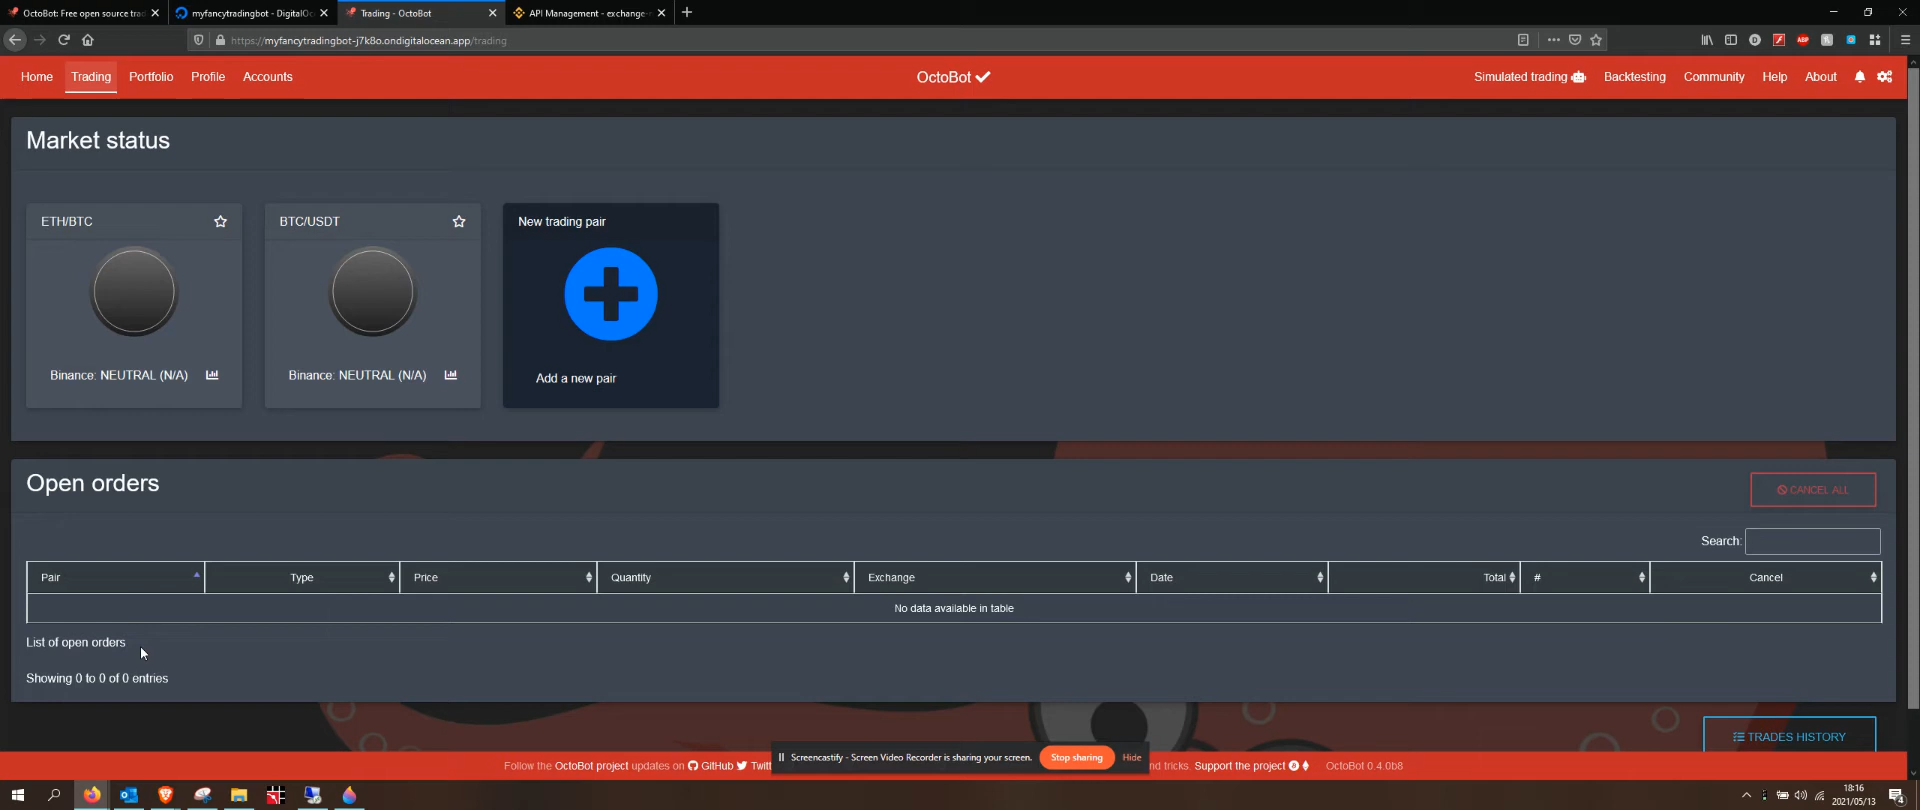 OctoBot: Free open source trad
myfancytradingbot - DigitalOc
Trading - OctoBot
API Management - exchange-
https://myfancytradingbot-j7k8o.ondigitalocean.app/trading
Home Trading Portfolio Profile Accounts OctoBot Simulated trading Backtesting Community Help About
Market status
ETH/BTC
BTC/USDT
New trading pair
Binance: NEUTRAL (N/A)
Binance: NEUTRAL (N/A)
Add a new pair
Open orders
CANCEL ALL
Search:
Pair Type Price Quantity Exchange Date Total # Cancel
No data available in table
List of open orders
Showing 0 to 0 of 0 entries
TRADES HISTORY
Screencastify - Screen Video Recorder is sharing your screen. Stop sharing Hide
Follow the OctoBot project updates on GitHub Twitt nd tricks. Support the project OctoBot 0.4.0b8
ABP
18:16
2021/05/13
4